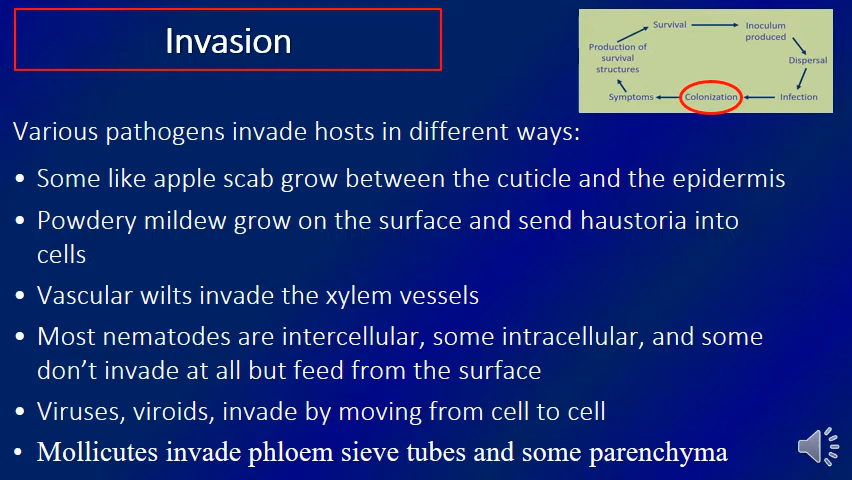 Invasion
Survival
Inoculum
produced
Dispersal
Infection
Colonization
Symptoms
Production of
survival
structures
Various pathogens invade hosts in different ways:
• Some like apple scab grow between the cuticle and the epidermis
• Powdery mildew grow on the surface and send haustoria into
cells
• Vascular wilts invade the xylem vessels
• Most nematodes are intercellular, some intracellular, and some
don’t invade at all but feed from the surface
• Viruses, viroids, invade by moving from cell to cell
• Mollicutes invade phloem sieve tubes and some parenchyma